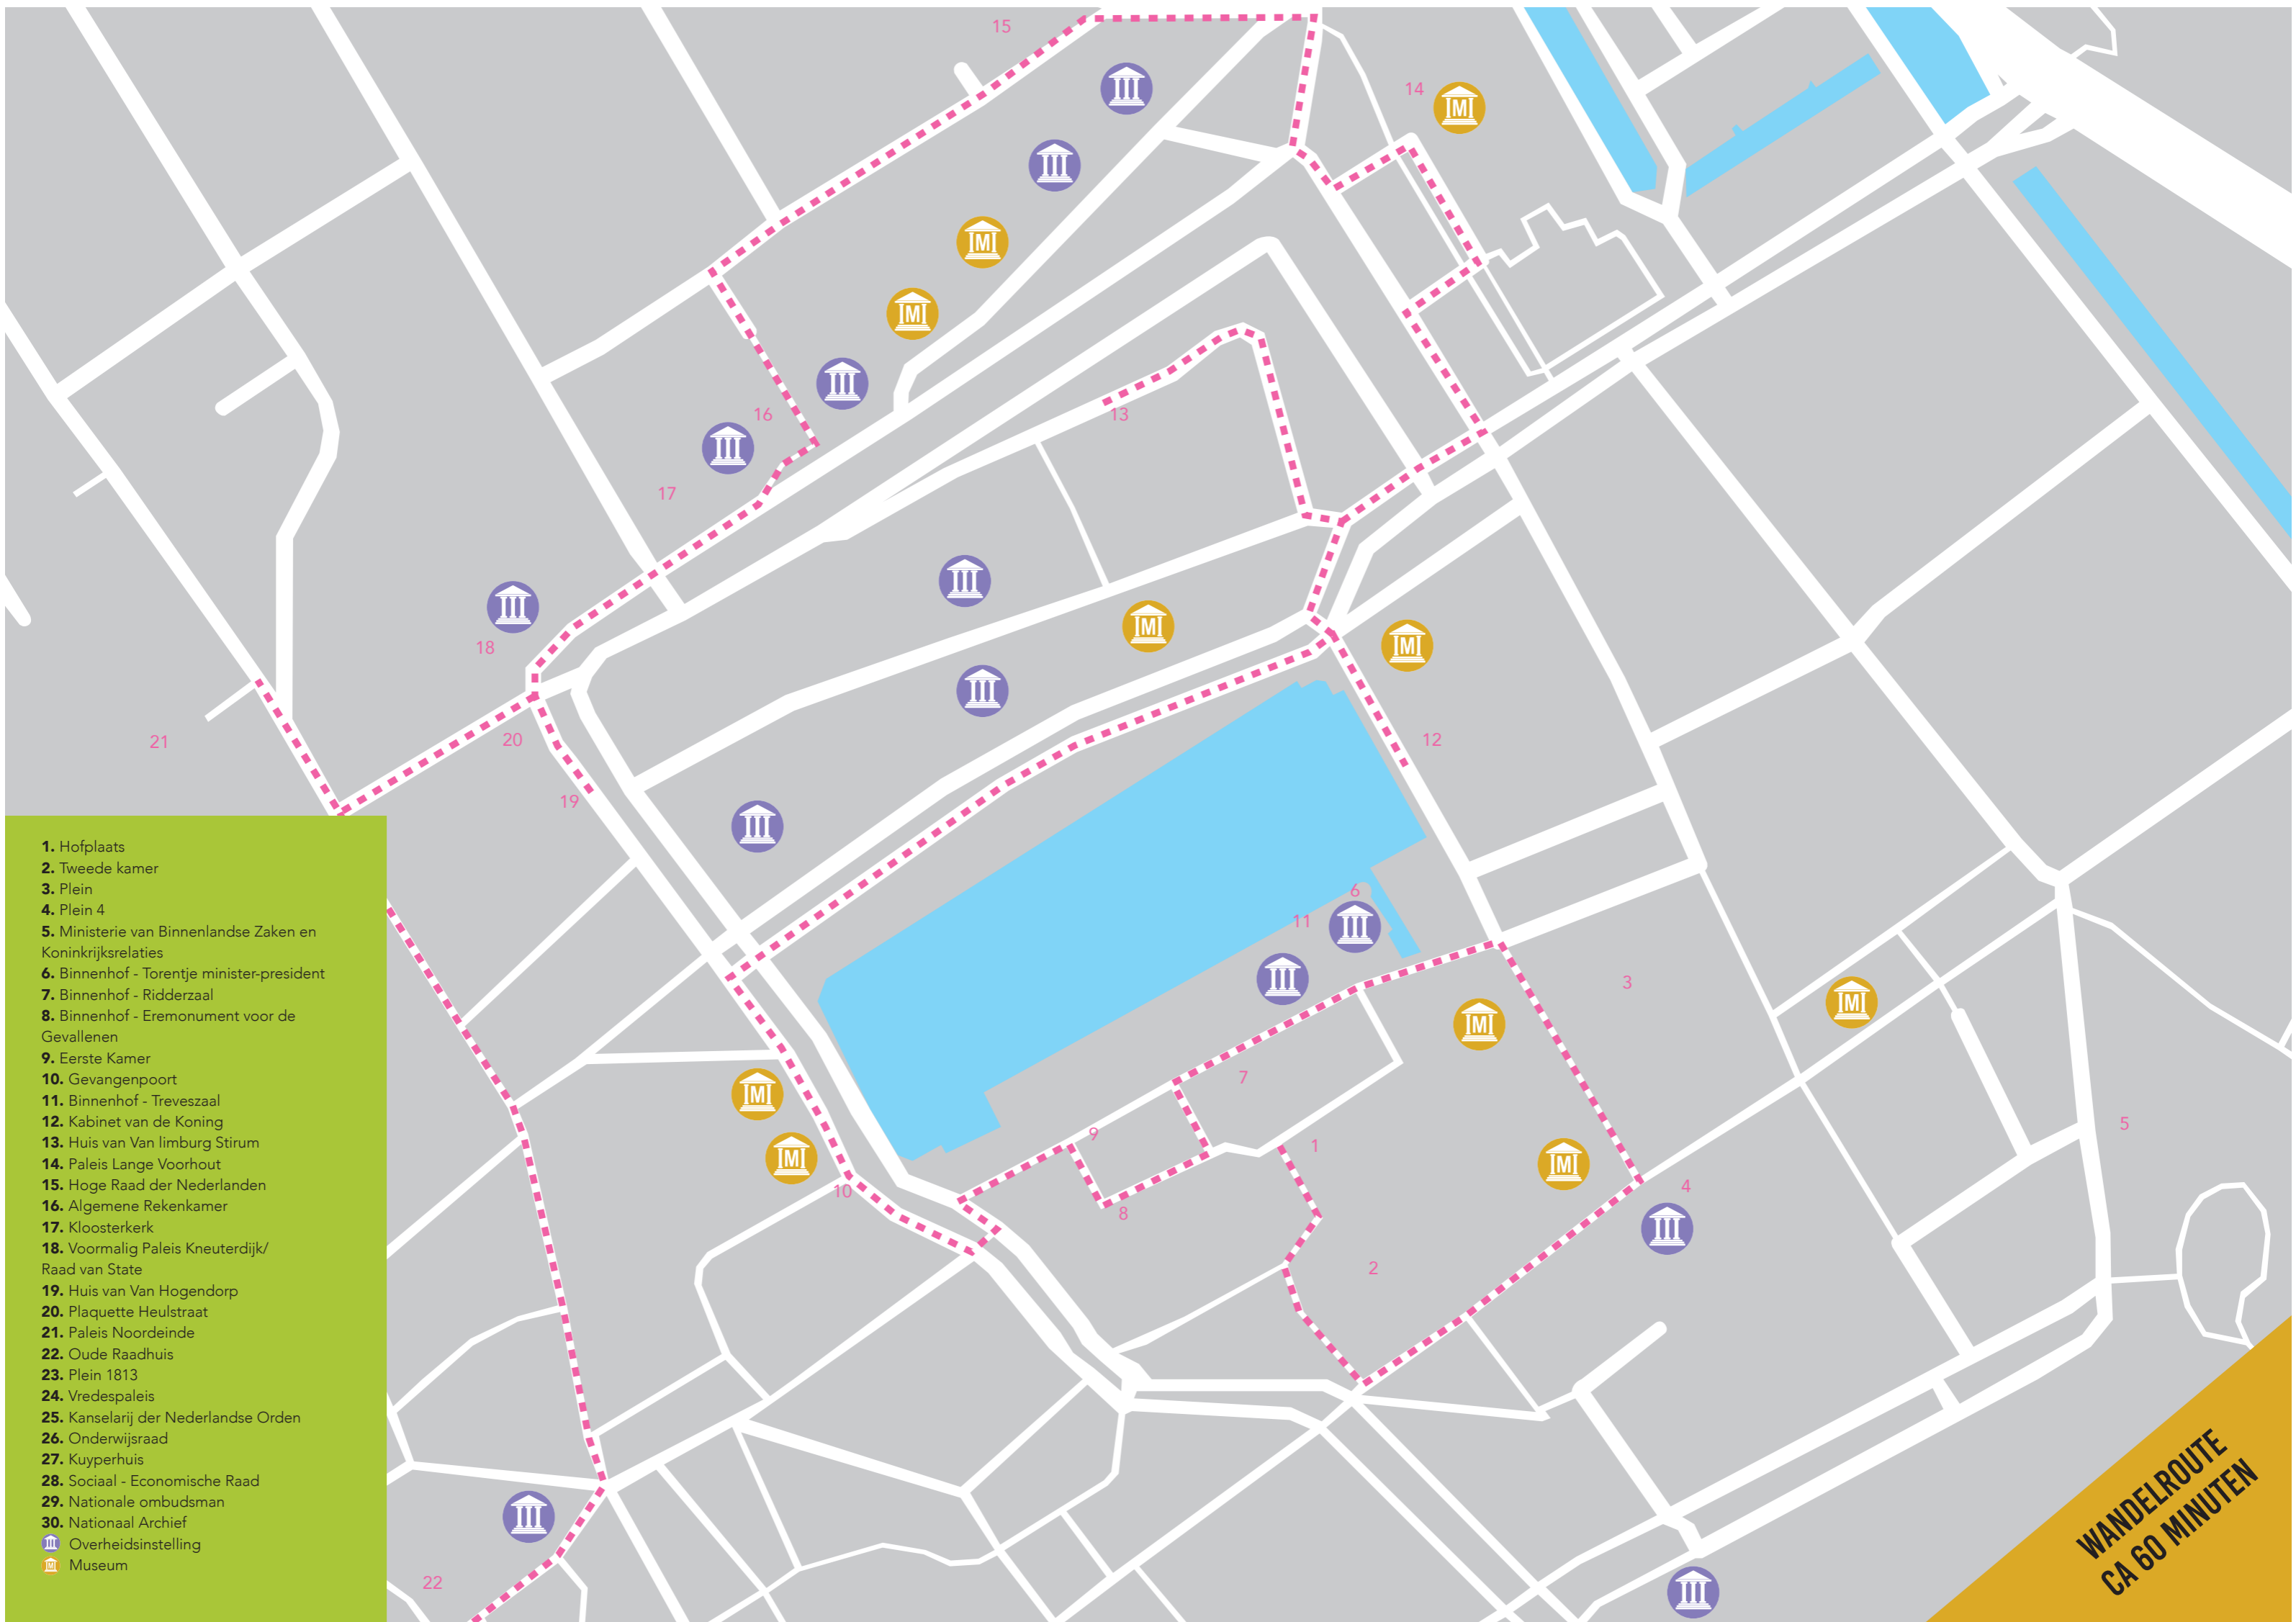 15
14
16
13
17
18
21
20
12
19
6
11
3
7
5
9
1
10
4
8
2
22
1. Hofplaats
2. Tweede kamer
3. Plein
4. Plein 4
5. Ministerie van Binnenlandse Zaken en
Koninkrijksrelaties
6. Binnenhof - Torentje minister-president
7. Binnenhof - Ridderzaal
8. Binnenhof - Eremonument voor de
Gevallenen
9. Eerste Kamer
10. Gevangenpoort
11. Binnenhof - Treveszaal
12. Kabinet van de Koning
13. Huis van Van limburg Stirum
14. Paleis Lange Voorhout
15. Hoge Raad der Nederlanden
16. Algemene Rekenkamer
17. Kloosterkerk
18. Voormalig Paleis Kneuterdijk/
Raad van State
19. Huis van Van Hogendorp
20. Plaquette Heulstraat
21. Paleis Noordeinde
22. Oude Raadhuis
23. Plein 1813
24. Vredespaleis
25. Kanselarij der Nederlandse Orden
26. Onderwijsraad
27. Kuyperhuis
28. Sociaal - Economische Raad
29. Nationale ombudsman
30. Nationaal Archief
Overheidsinstelling
Museum
WANDELROUTE
CA 60 MINUTEN